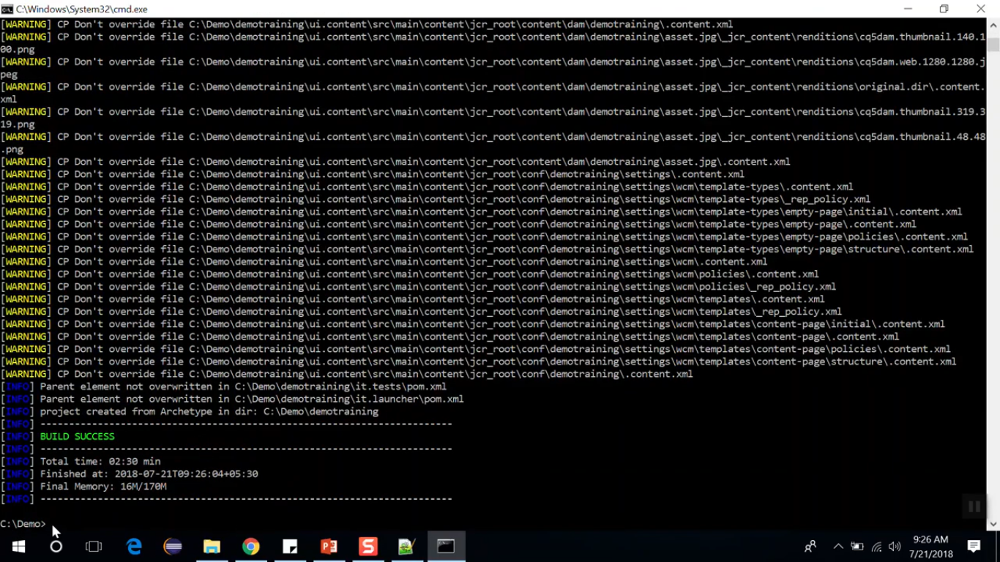 C:\Windows\System32\cmd.exe
[WARNING] CP Don't override file C:\Demo\demotraining\ui.content\src\main\content\jcr_root\content\dam\demotraining\.content.xml
[WARNING] CP Don't override file C:\Demo\demotraining\ui.content\src\main\content\jcr_root\content\dam\demotraining\asset.jpg\_jcr_content\renditions\cq5dam.thumbnail.140.1
00.png
[WARNING] CP Don't override file C:\Demo\demotraining\ui.content\src\main\content\jcr_root\content\dam\demotraining\asset.jpg\_jcr_content\renditions\cq5dam.web.1280.1280.j
peg
[WARNING] CP Don't override file C:\Demo\demotraining\ui.content\src\main\content\jcr_root\content\dam\demotraining\asset.jpg\_jcr_content\renditions\original.dir\.content.
xml
[WARNING] CP Don't override file C:\Demo\demotraining\ui.content\src\main\content\jcr_root\content\dam\demotraining\asset.jpg\_jcr_content\renditions\cq5dam.thumbnail.319.3
19.png
[WARNING] CP Don't override file C:\Demo\demotraining\ui.content\src\main\content\jcr_root\content\dam\demotraining\asset.jpg\_jcr_content\renditions\cq5dam.thumbnail.48.48
.png
[WARNING] CP Don't override file C:\Demo\demotraining\ui.content\src\main\content\jcr_root\content\dam\demotraining\asset.jpg\.content.xml
[WARNING] CP Don't override file C:\Demo\demotraining\ui.content\src\main\content\jcr_root\conf\demotraining\settings\.content.xml
[WARNING] CP Don't override file C:\Demo\demotraining\ui.content\src\main\content\jcr_root\conf\demotraining\settings\wcm\template-types\.content.xml
[WARNING] CP Don't override file C:\Demo\demotraining\ui.content\src\main\content\jcr_root\conf\demotraining\settings\wcm\template-types\_rep_policy.xml
[WARNING] CP Don't override file C:\Demo\demotraining\ui.content\src\main\content\jcr_root\conf\demotraining\settings\wcm\template-types\empty-page\initial\.content.xml
[WARNING] CP Don't override file C:\Demo\demotraining\ui.content\src\main\content\jcr_root\conf\demotraining\settings\wcm\template-types\empty-page\.content.xml
[WARNING] CP Don't override file C:\Demo\demotraining\ui.content\src\main\content\jcr_root\conf\demotraining\settings\wcm\template-types\empty-page\policies\.content.xml
[WARNING] CP Don't override file C:\Demo\demotraining\ui.content\src\main\content\jcr_root\conf\demotraining\settings\wcm\template-types\empty-page\structure\.content.xml
[WARNING] CP Don't override file C:\Demo\demotraining\ui.content\src\main\content\jcr_root\conf\demotraining\settings\wcm\.content.xml
[WARNING] CP Don't override file C:\Demo\demotraining\ui.content\src\main\content\jcr_root\conf\demotraining\settings\wcm\policies\.content.xml
[WARNING] CP Don't override file C:\Demo\demotraining\ui.content\src\main\content\jcr_root\conf\demotraining\settings\wcm\policies\_rep_policy.xml
[WARNING] CP Don't override file C:\Demo\demotraining\ui.content\src\main\content\jcr_root\conf\demotraining\settings\wcm\templates\.content.xml
[WARNING] CP Don't override file C:\Demo\demotraining\ui.content\src\main\content\jcr_root\conf\demotraining\settings\wcm\templates\_rep_policy.xml
[WARNING] CP Don't override file C:\Demo\demotraining\ui.content\src\main\content\jcr_root\conf\demotraining\settings\wcm\templates\content-page\initial\.content.xml
[WARNING] CP Don't override file C:\Demo\demotraining\ui.content\src\main\content\jcr_root\conf\demotraining\settings\wcm\templates\content-page\.content.xml
[WARNING] CP Don't override file C:\Demo\demotraining\ui.content\src\main\content\jcr_root\conf\demotraining\settings\wcm\templates\content-page\policies\.content.xml
[WARNING] CP Don't override file C:\Demo\demotraining\ui.content\src\main\content\jcr_root\conf\demotraining\settings\wcm\templates\content-page\structure\.content.xml
[WARNING] CP Don't override file C:\Demo\demotraining\ui.content\src\main\content\jcr_root\conf\demotraining\.content.xml
[INFO] Parent element not overwritten in C:\Demo\demotraining\it.tests\pom.xml
[INFO] Parent element not overwritten in C:\Demo\demotraining\it.launcher\pom.xml
[INFO] project created from Archetype in dir: C:\Demo\demotraining
[INFO] ------------------------------------------------------------------------
[INFO] BUILD SUCCESS
[INFO] ------------------------------------------------------------------------
[INFO] Total time: 02:30 min
[INFO] Finished at: 2018-07-21T09:26:04+05:30
[INFO] Final Memory: 16M/170M
[INFO] ------------------------------------------------------------------------
C:\Demo>
9:26 AM
7/21/2018